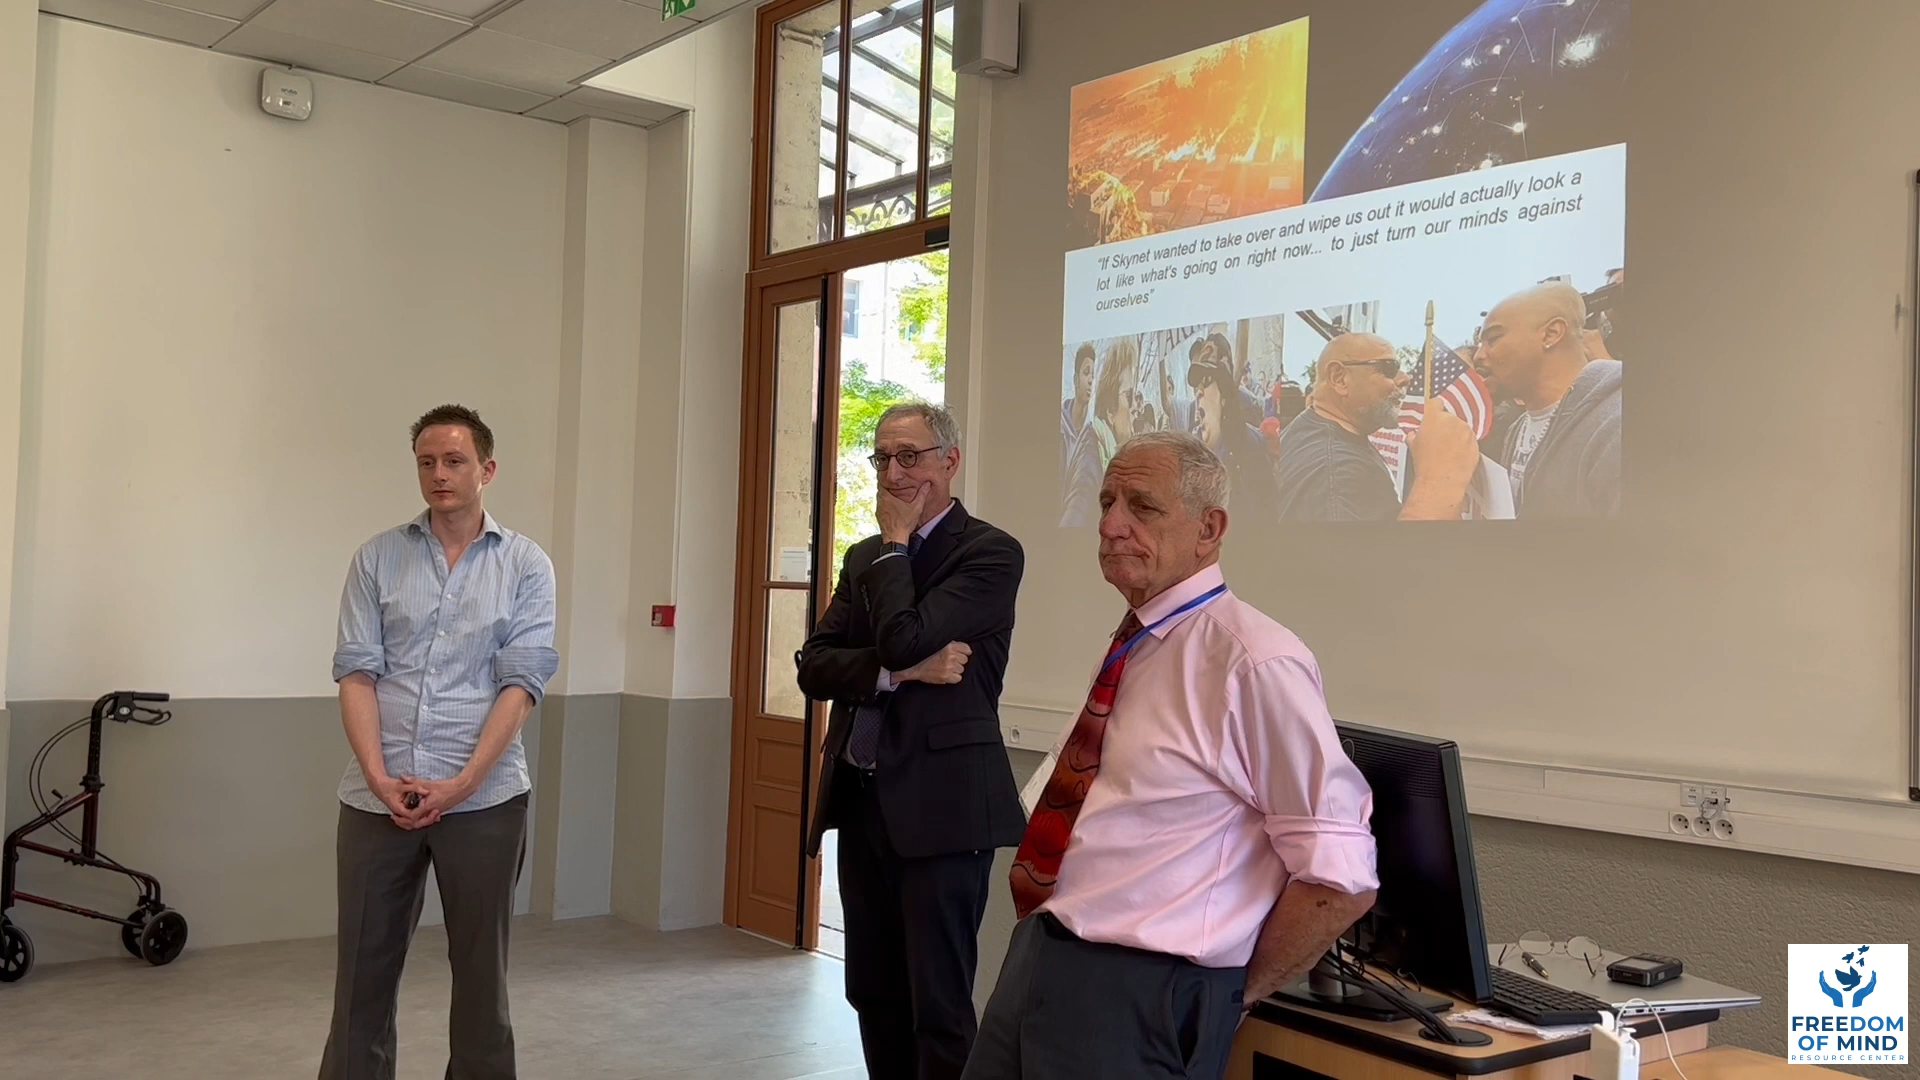 “If Skynet wanted to take over and wipe us out it would actually look a
lot like what's going on right now... to just turn our minds against
ourselves”
FREEDOM
OF MIND
RESOURCE CENTER